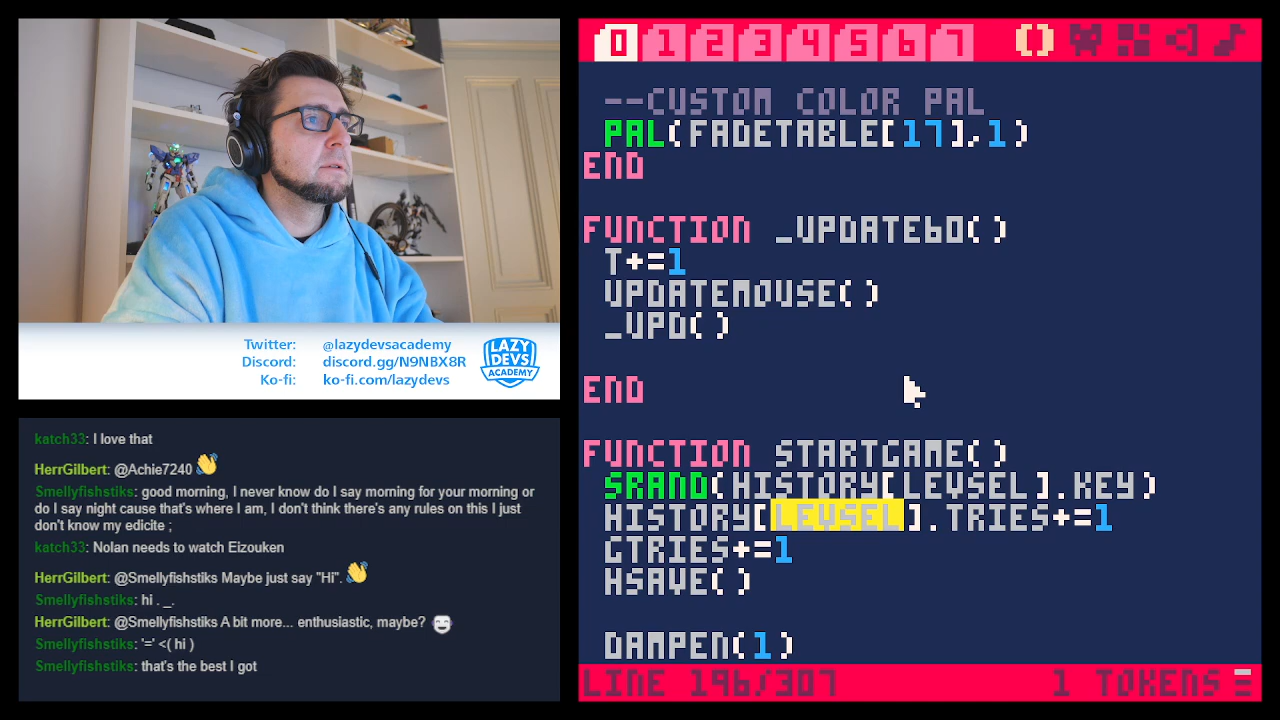 Twitter: @lazydevsacademy
Discord: discord.gg/N9NBX8R
Ko-fi: ko-fi.com/lazydevs
LAZY
DEVS
ACADEMY
katch33: I love that
HerrGilbert: @Achie7240 👋
Smellyfishstiks: good morning, I never know do I say morning for your morning or
do I say night cause that's where I am, I don't think there's any rules on this I just
don't know my edicite ;
katch33: Nolan needs to watch Eizouken
HerrGilbert: @Smellyfishstiks Maybe just say "Hi". 👋
Smellyfishstiks: hi . _.
HerrGilbert: @Smellyfishstiks A bit more... enthusiastic, maybe?
Smellyfishstiks: '=' <( hi )
Smellyfishstiks: that's the best I got
0 1 2 3 4 5 6 7 ()
--CUSTOM COLOR PAL
PAL(FADETABLE[17],1)
END
FUNCTION _UPDATE60()
T+=1
UPDATEMOUSE()
_UPD()
END
FUNCTION STARTGAME()
SRAND(HISTORY[LEVSEL].KEY)
HISTORY[LEVSEL].TRIES+=1
GTRIES+=1
HSAVE()
DAMPEN(1)
LINE 196/307 1 TOKENS